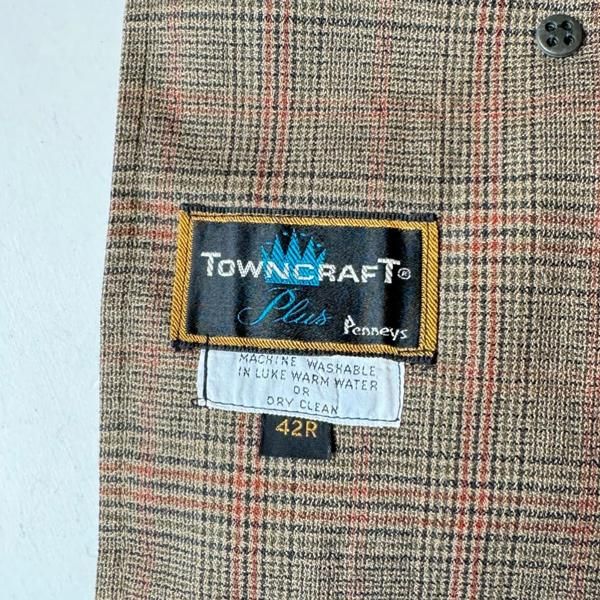 TOWNCRAFT®
Plus
Penneys
MACHINE WASHABLE
IN LUKE WARM WATER
OR
DRY CLEAN
42R